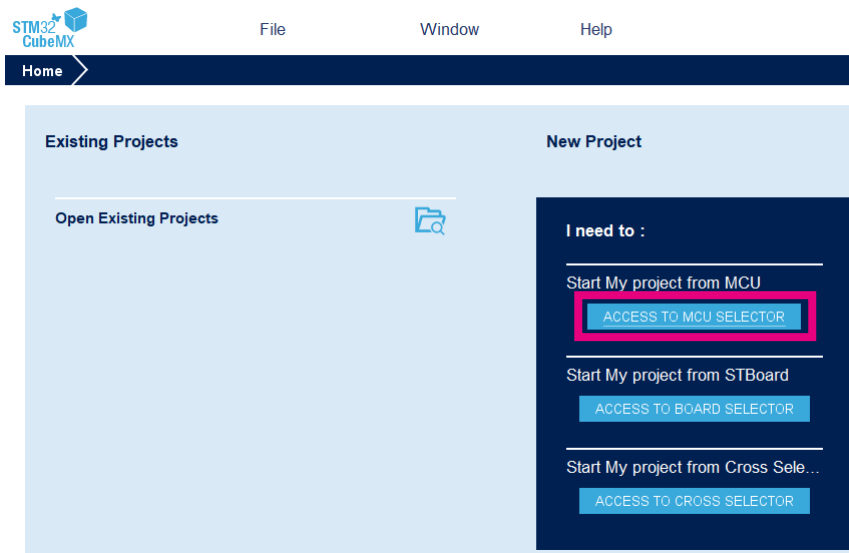 STM32
CubeMX
File
Window
Help
Home
Existing Projects
Open Existing Projects
New Project
I need to :
Start My project from MCU
ACCESS TO MCU SELECTOR
Start My project from STBoard
ACCESS TO BOARD SELECTOR
Start My project from Cross Sele...
ACCESS TO CROSS SELECTOR